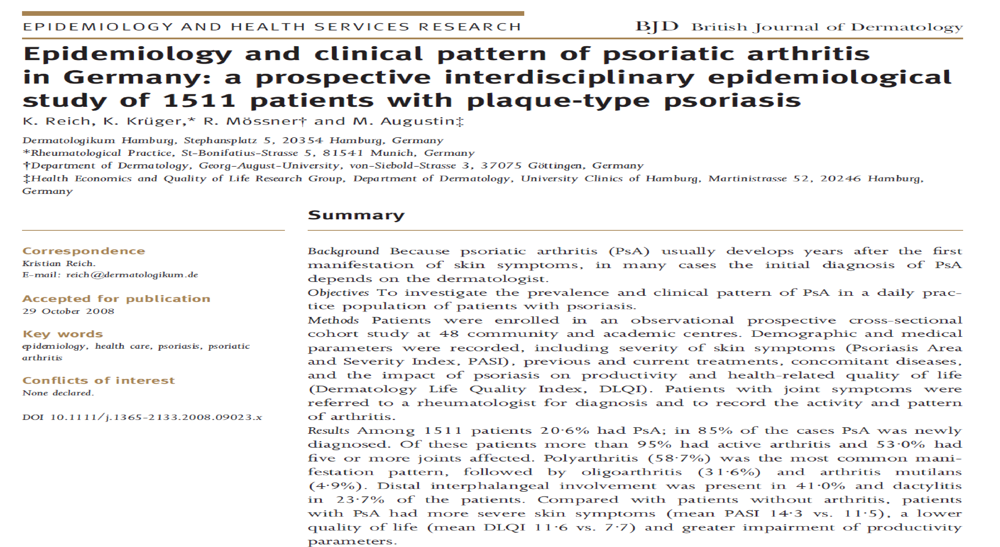 EPIDEMIOLOGY AND HEALTH SERVICES RESEARCH
BJD British Journal of Dermatology
Epidemiology and clinical pattern of psoriatic arthritis
in Germany: a prospective interdisciplinary epidemiological
study of 1511 patients with plaque-type psoriasis
K. Reich, K. Krüger,* R. Mössner† and M. Augustin‡
Dermatologikum Hamburg, Stephansplatz 5, 20354 Hamburg, Germany
*Rheumatological Practice, St-Bonifatius-Strasse 5, 81541 Munich, Germany
†Department of Dermatology, Georg-August-University, von-Siebold-Strasse 3, 37075 Göttingen, Germany
‡Health Economics and Quality of Life Research Group, Department of Dermatology, University Clinics of Hamburg, Martinistrasse 52, 20246 Hamburg,
Germany
Correspondence
Kristian Reich.
E-mail: reich@dermatologikum.de
Accepted for publication
29 October 2008
Key words
epidemiology, health care, psoriasis, psoriatic
arthritis
Conflicts of interest
None declared.
DOI 10.1111/j.1365-2133.2008.09023.x
Summary
Background Because psoriatic arthritis (PsA) usually develops years after the first
manifestation of skin symptoms, in many cases the initial diagnosis of PsA
depends on the dermatologist.
Objectives To investigate the prevalence and clinical pattern of PsA in a daily prac-
tice population of patients with psoriasis.
Methods Patients were enrolled in an observational prospective cross-sectional
cohort study at 48 community and academic centres. Demographic and medical
parameters were recorded, including severity of skin symptoms (Psoriasis Area
and Severity Index, PASI), previous and current treatments, concomitant diseases,
and the impact of psoriasis on productivity and health-related quality of life
(Dermatology Life Quality Index, DLQI). Patients with joint symptoms were
referred to a rheumatologist for diagnosis and to record the activity and pattern
of arthritis.
Results Among 1511 patients 20·6% had PsA; in 85% of the cases PsA was newly
diagnosed. Of these patients more than 95% had active arthritis and 53·0% had
five or more joints affected. Polyarthritis (58·7%) was the most common mani-
festation pattern, followed by oligoarthritis (31·6%) and arthritis mutilans
(4·9%). Distal interphalangeal involvement was present in 41·0% and dactylitis
in 23·7% of the patients. Compared with patients without arthritis, patients
with PsA had more severe skin symptoms (mean PASI 14·3 vs. 11·5), a lower
quality of life (mean DLQI 11·6 vs. 7·7) and greater impairment of productivity
parameters.